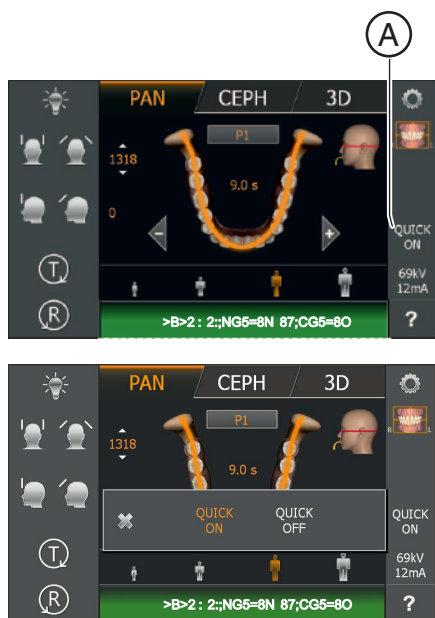 A
PAN CEPH 3D
P1
1318
9.0 s
L
0
QUICK
ON
69kV
12mA
T
R
>B>2 : 2:;NG5=8N 87;CG5=8O
?
PAN CEPH 3D
P1
1318
R L
9.0 s
QUICK
ON
QUICK
OFF
QUICK
ON
T
69kV
12mA
R
>B>2 : 2:;NG5=8N 87;CG5=8O
?